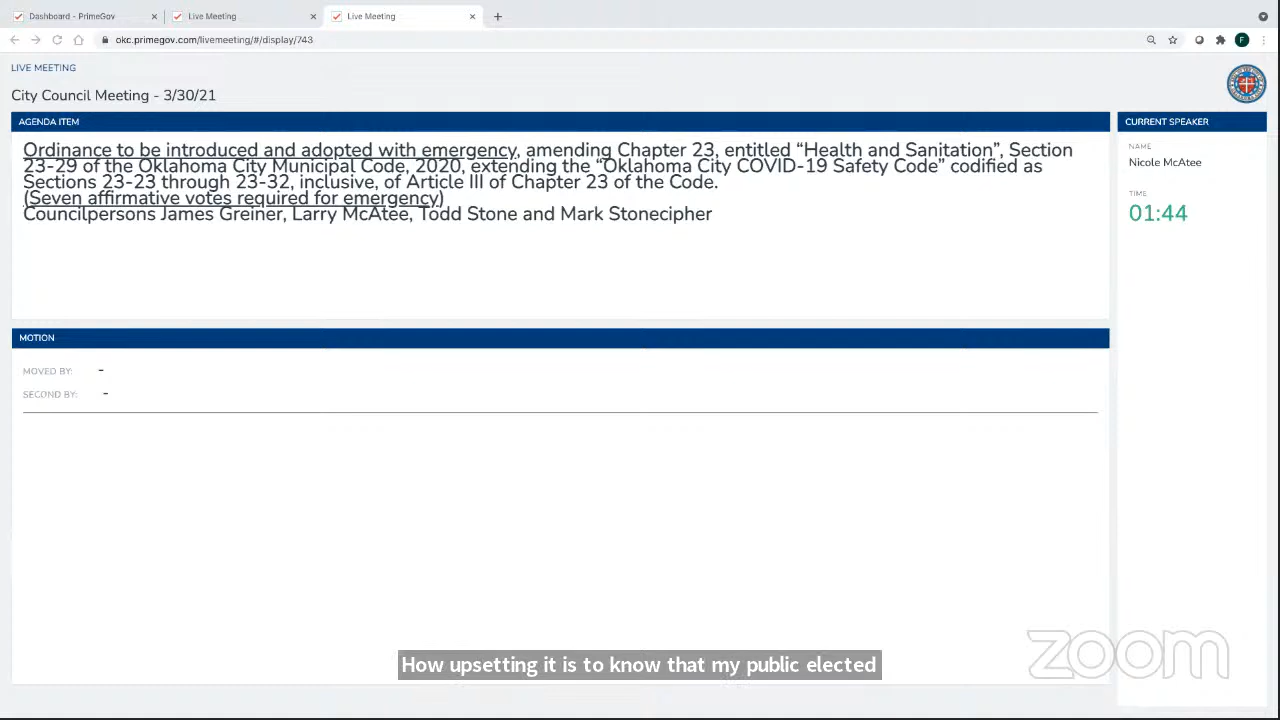 Dashboard - PrimeGov
Live Meeting
Live Meeting
okc.primegov.com/livemeeting/#/display/743
F
LIVE MEETING
City Council Meeting - 3/30/21
AGENDA ITEM
Ordinance to be introduced and adopted with emergency, amending Chapter 23, entitled “Health and Sanitation”, Section
23-29 of the Oklahoma City Municipal Code, 2020, extending the “Oklahoma City COVID-19 Safety Code” codified as
Sections 23-23 through 23-32, inclusive, of Article III of Chapter 23 of the Code.
(Seven affirmative votes required for emergency)
Councilpersons James Greiner, Larry McAtee, Todd Stone and Mark Stonecipher
CURRENT SPEAKER
NAME
Nicole McAtee
TIME
01:44
MOTION
MOVED BY: -
SECOND BY: -
How upsetting it is to know that my public elected
zoom